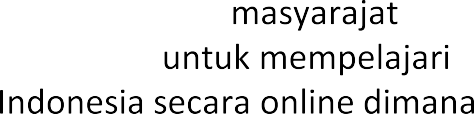 masyarajat
untuk mempelajari
Indonesia secara online dimana